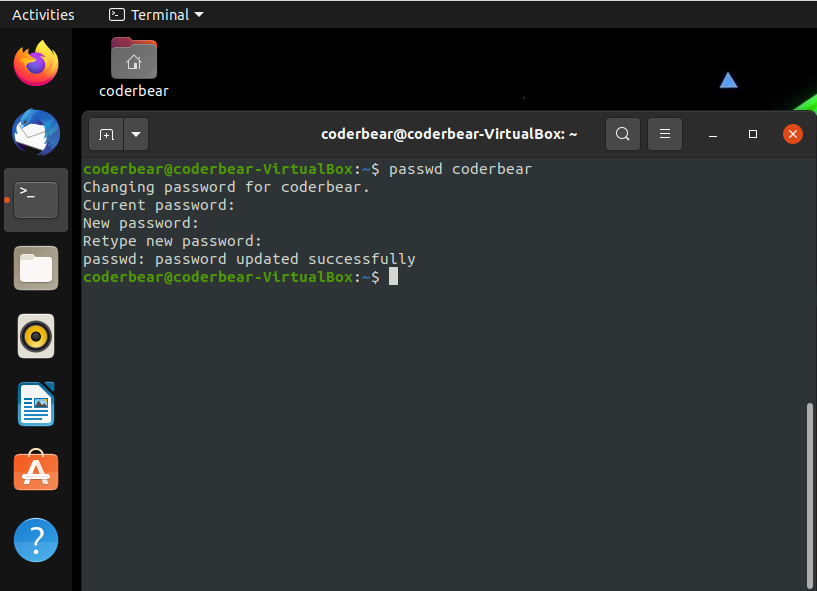 Activities
Terminal
coderbear
coderbear@coderbear-VirtualBox: ~
coderbear@coderbear-VirtualBox:~$ passwd coderbear
Changing password for coderbear.
Current password:
New password:
Retype new password:
passwd: password updated successfully
coderbear@coderbear-VirtualBox:~$